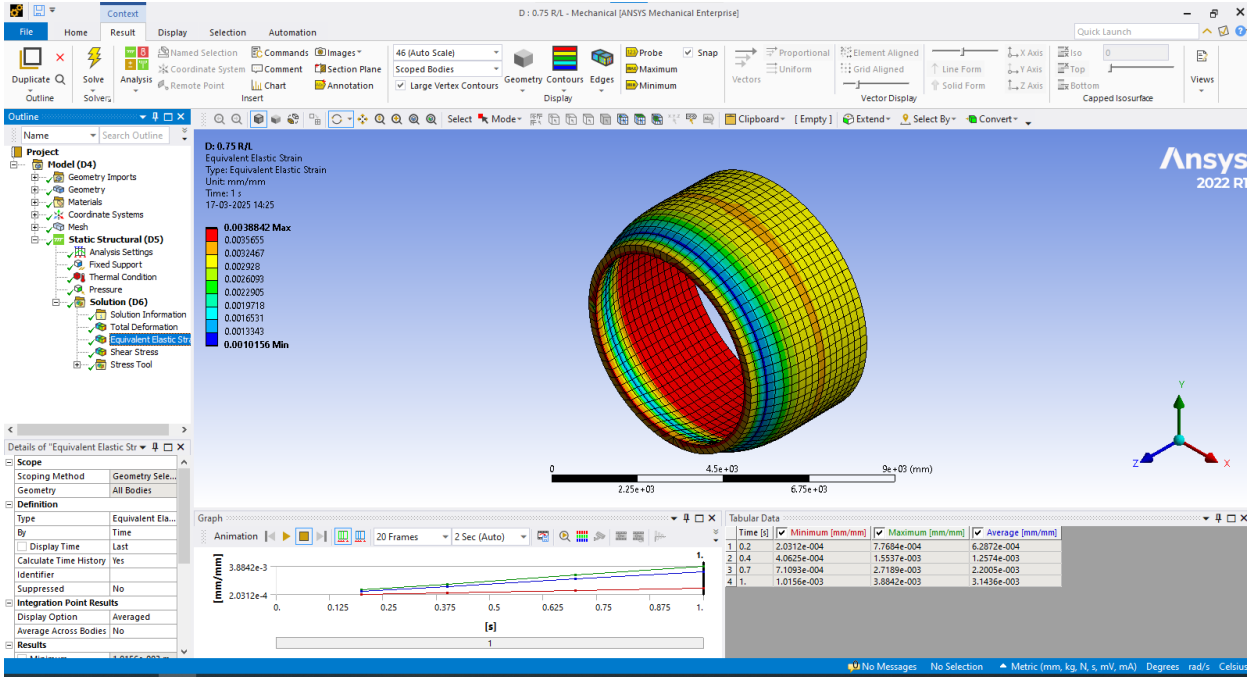 Context
D : 0.75 R/L - Mechanical [ANSYS Mechanical Enterprise]
File Home Result Display Selection Automation
Quick Launch
Duplicate
Outline
Solve
Solver
Analysis
Named Selection
Coordinate System
Remote Point
Commands
Comment
Chart
Images
Section Plane
Annotation
Insert
46 (Auto Scale)
Scoped Bodies
Large Vertex Contours
Geometry Contours Edges
Display
Probe
Maximum
Minimum
Snap
Vectors
Proportional
Uniform
Element Aligned
Grid Aligned
Line Form
Solid Form
X Axis
Y Axis
Z Axis
Vector Display
Iso
Top
Bottom
0
Capped Isosurface
Views
Outline
Name Search Outline
Select Mode Clipboard [ Empty ] Extend Select By Convert
Project
Model (D4)
Geometry Imports
Geometry
Materials
Coordinate Systems
Mesh
Static Structural (D5)
Analysis Settings
Fixed Support
Thermal Condition
Pressure
Solution (D6)
Solution Information
Total Deformation
Equivalent Elastic Stra
Shear Stress
Stress Tool
D: 0.75 R/L
Equivalent Elastic Strain
Type: Equivalent Elastic Strain
Unit: mm/mm
Time: 1 s
17-03-2025 14:25
0.0038842 Max
0.0035655
0.0032467
0.002928
0.0026093
0.0022905
0.0019718
0.0016531
0.0013343
0.0010156 Min
Ansys
2022 R1
0 4.5e+03 9e+03 (mm)
2.25e+03 6.75e+03
Y
Z
X
Details of "Equivalent Elastic Str
Scope
Scoping Method Geometry Sele...
Geometry All Bodies
Definition
Type Equivalent Ela...
By Time
Display Time Last
Calculate Time History Yes
Identifier
Suppressed No
Integration Point Results
Display Option Averaged
Average Across Bodies No
Results
Graph
Animation 20 Frames 2 Sec (Auto)
[mm/mm]
3.8842e-3
2.0312e-4
1.
0. 0.125 0.25 0.375 0.5 0.625 0.75 0.875 1.
[s]
1
Tabular Data
Time [s] Minimum [mm/mm] Maximum [mm/mm] Average [mm/mm]
1 0.2 2.0312e-004 7.7684e-004 6.2872e-004
2 0.4 4.0625e-004 1.5537e-003 1.2574e-003
3 0.7 7.1093e-004 2.7189e-003 2.2005e-003
4 1. 1.0156e-003 3.8842e-003 3.1436e-003
No Messages No Selection Metric (mm, kg, N, s, mV, mA) Degrees rad/s Celsius